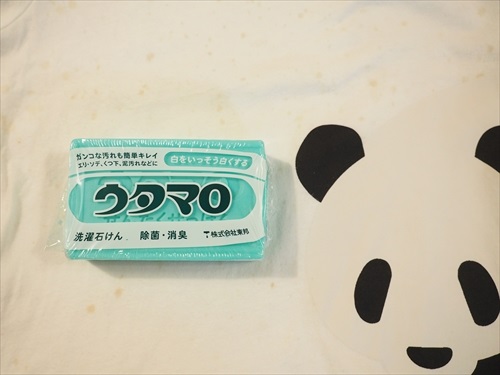 ガンコな汚れも簡単キレイ
エリ・ソデ、くつ下、泥汚れなどに
白をいっそう白くする
ウタマロ
洗濯石けん
除菌・消臭
株式会社東邦